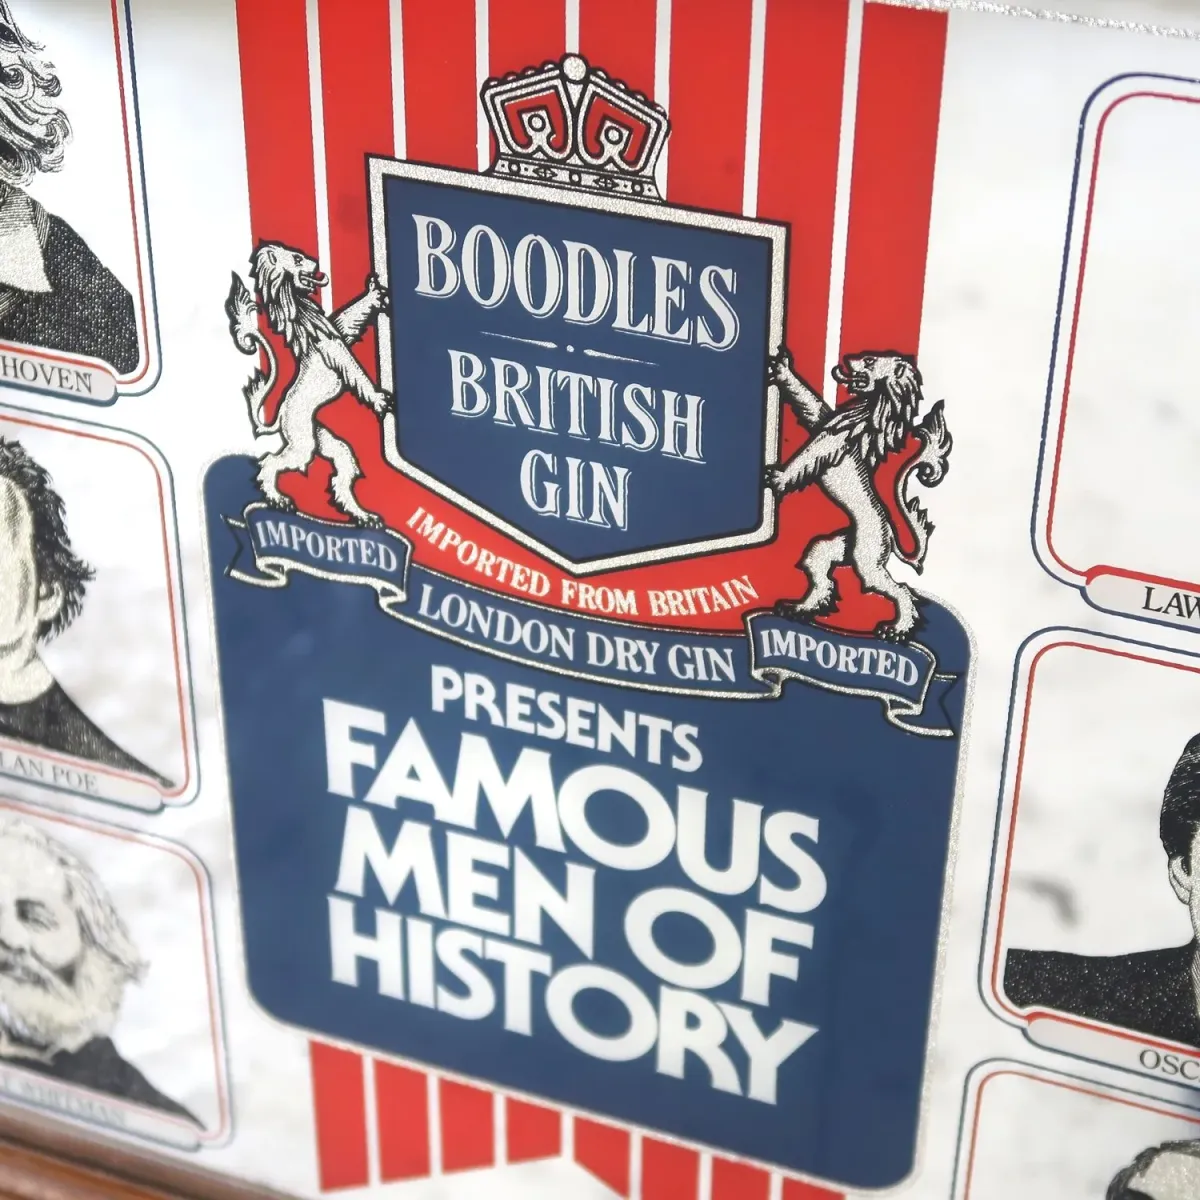 BOODLES
BRITISH
GIN
IMPORTED FROM BRITAIN
IMPORTED
LONDON DRY GIN
IMPORTED
PRESENTS
FAMOUS
MEN OF
HISTORY
HOVEN
LAN POE
WHITMAN
LAW
OSC